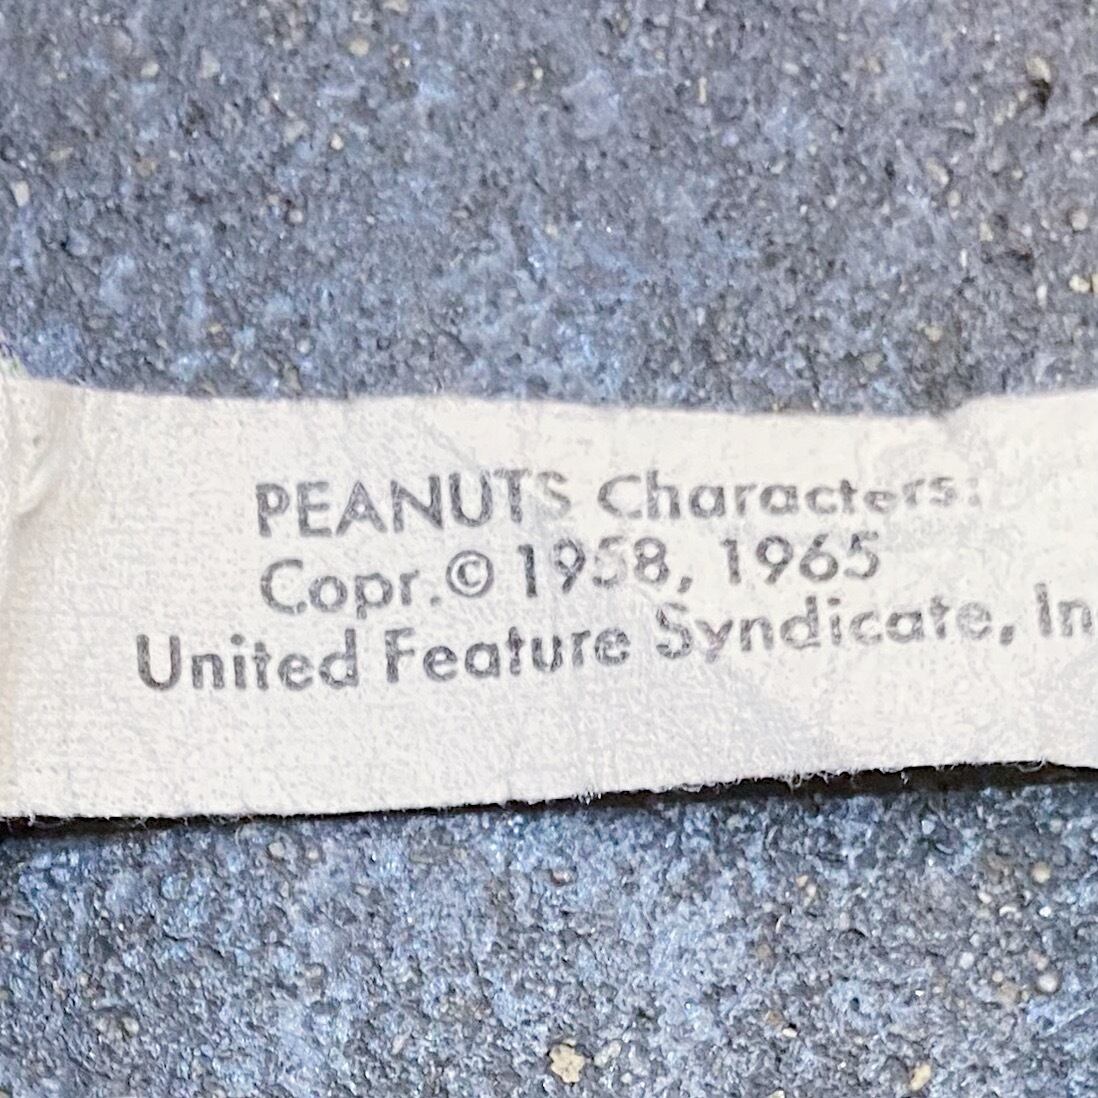 PEANUTS Characters:
Copr. © 1958, 1965
United Feature Syndicate, In